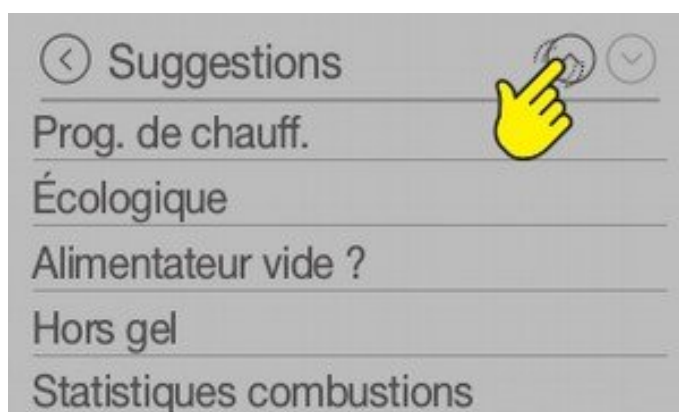 Suggestions
Prog. de chauff.
Écologique
Alimentateur vide ?
Hors gel
Statistiques combustions